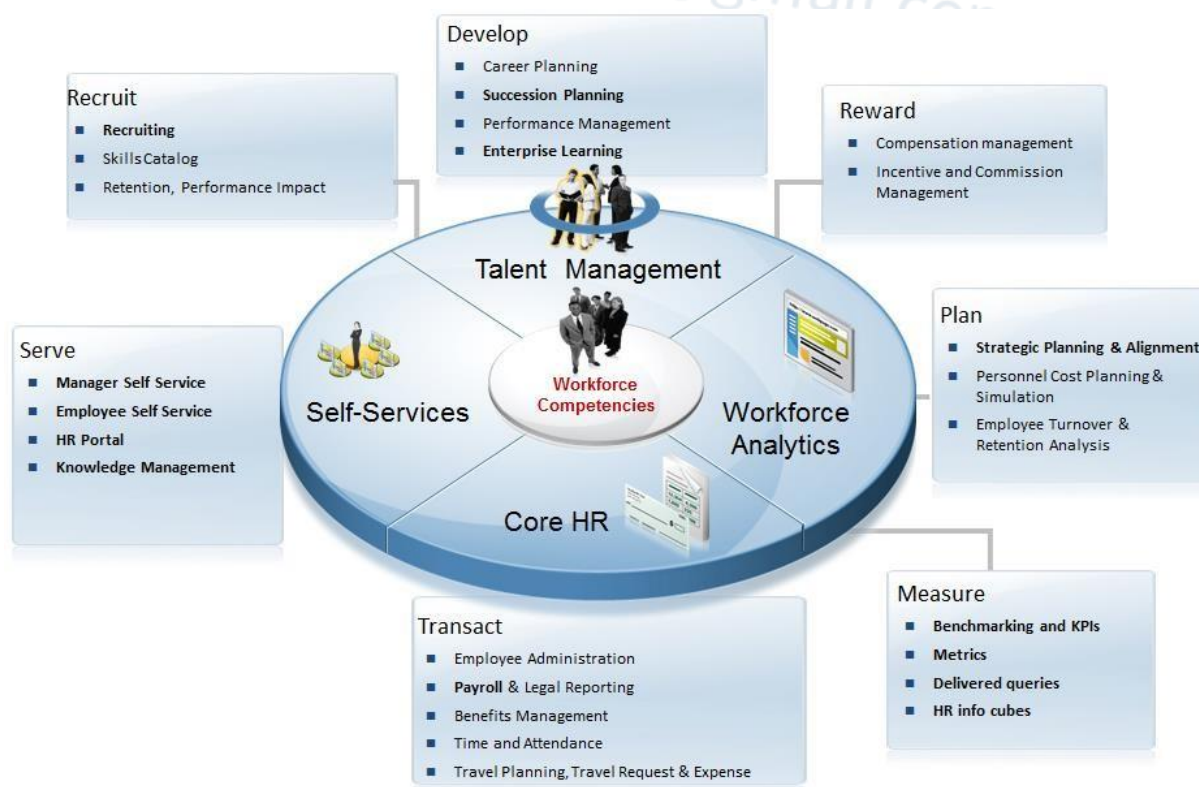 Develop
Career Planning
Succession Planning
Performance Management
Enterprise Learning
Recruit
Recruiting
Skills Catalog
Retention, Performance Impact
Reward
Compensation management
Incentive and Commission
Management
Talent Management
Serve
Manager Self Service
Employee Self Service
HR Portal
Knowledge Management
Self-Services
Workforce
Competencies
Workforce
Analytics
Plan
Strategic Planning & Alignment
Personnel Cost Planning &
Simulation
Employee Turnover &
Retention Analysis
Core HR
Transact
Employee Administration
Payroll & Legal Reporting
Benefits Management
Time and Attendance
Travel Planning, Travel Request & Expense
Measure
Benchmarking and KPIs
Metrics
Delivered queries
HR info cubes